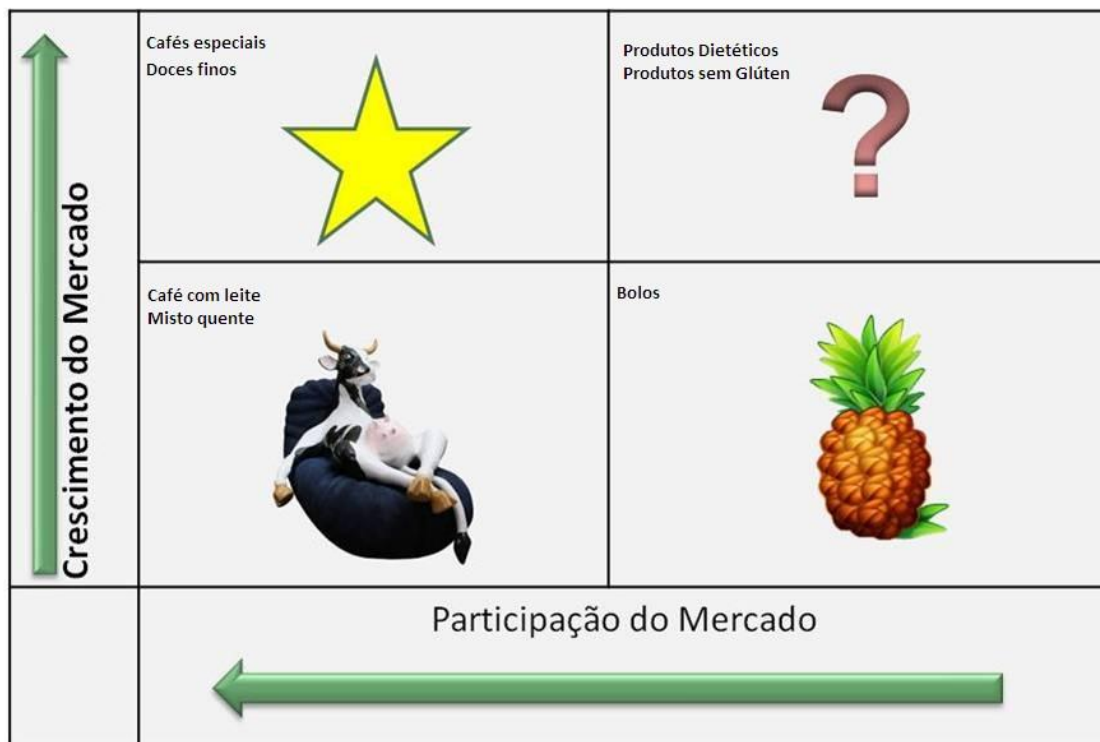 Cafés especiais
Doces finos
Produtos Dietéticos
Produtos sem Glúten
?
Crescimento do Mercado
Café com leite
Misto quente
Bolos
Participação do Mercado